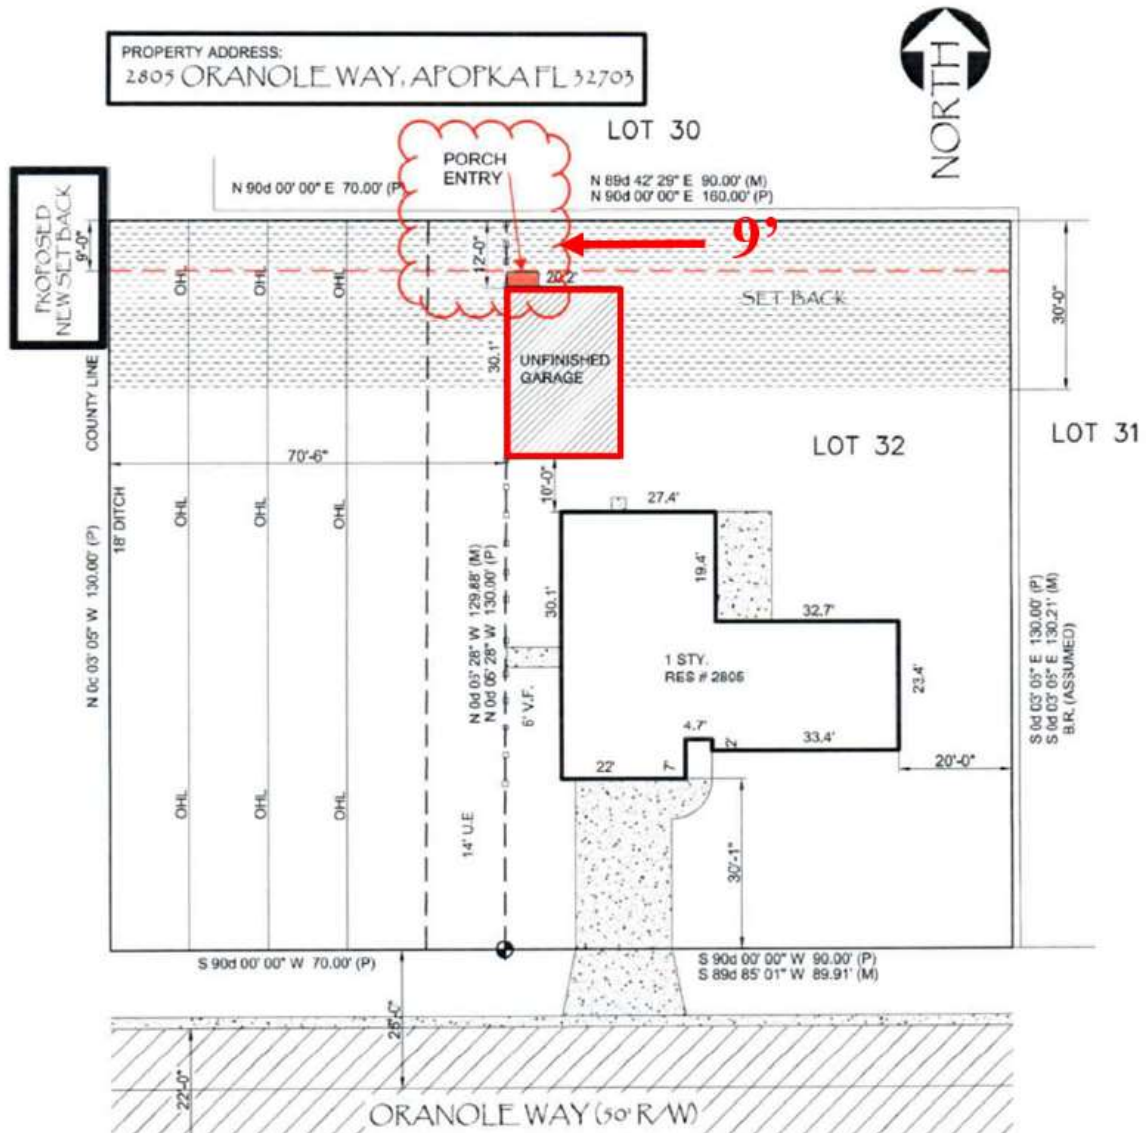 PROPERTY ADDRESS:
2805 ORANOLE WAY, APOPKA FL 32703
NORTH
LOT 30
PORCH
ENTRY
N 90d 00' 00" E 70.00' (P)
N 89d 42' 29" E 90.00' (M)
N 90d 00' 00" E 160.00' (P)
PROPOSED
NEW SET BACK
9'-0"
12'-0"
9'
OHL
OHL
OHL
20.2'
SET BACK
30'-0"
30.1'
UNFINISHED
GARAGE
COUNTY LINE
LOT 32
LOT 31
70'-6"
10'-0"
27.4'
18' DITCH
OHL
OHL
OHL
N 0d 03' 05" W 130.00' (P)
N 0d 05' 28" W 129.88' (M)
N 0d 05' 28" W 130.00' (P)
30.1'
19.4'
32.7'
1 STY.
RES # 2805
23.4'
S 0d 03' 05" E 130.00' (P)
S 0d 03' 05" E 130.21' (M)
B.R. (ASSUMED)
6' V.F.
4.7'
2'
33.4'
22'
7'
20'-0"
OHL
OHL
OHL
14' U.E
30'-1"
S 90d 00' 00" W 70.00' (P)
S 90d 00' 00" W 90.00' (P)
S 89d 85' 01" W 89.91' (M)
22'-0"
ORANOLE WAY (50' R/W)